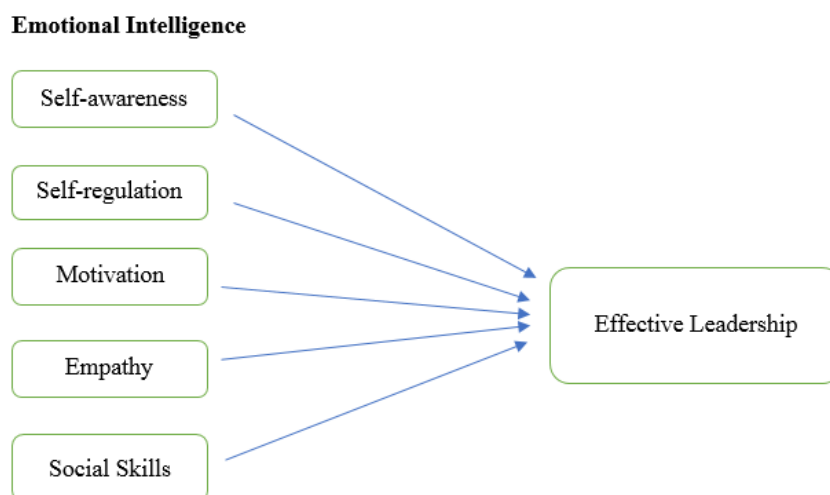 Emotional Intelligence
Self-awareness
Self-regulation
Motivation
Empathy
Social Skills
Effective Leadership